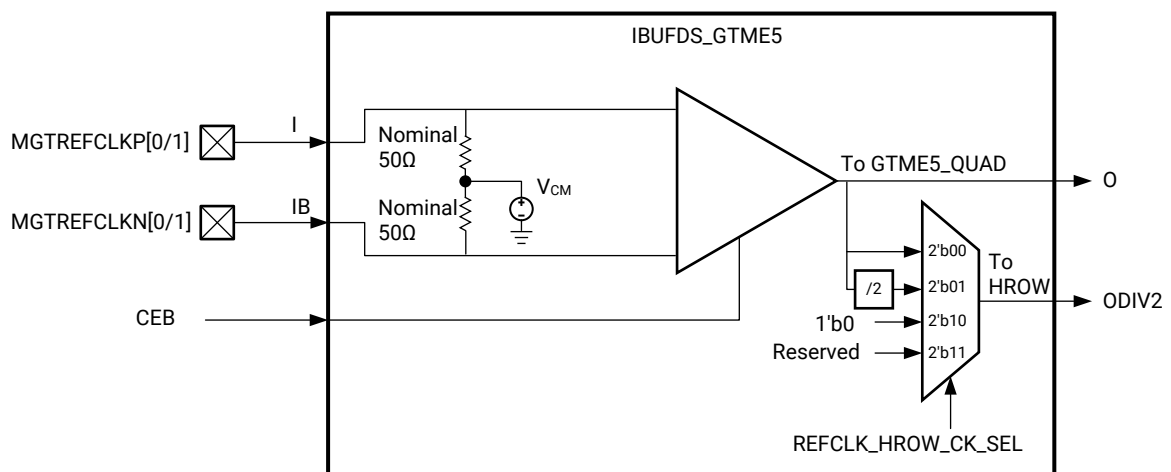 IBUFDS_GTME5
MGTREFCLKP[0/1]
I
Nominal
50Ω
VCM
Nominal
50Ω
MGTREFCLKN[0/1]
IB
To GTME5_QUAD
O
2'b00
To
HROW
/2
2'b01
ODIV2
CEB
1'b0
2'b10
Reserved
2'b11
REFCLK_HROW_CK_SEL